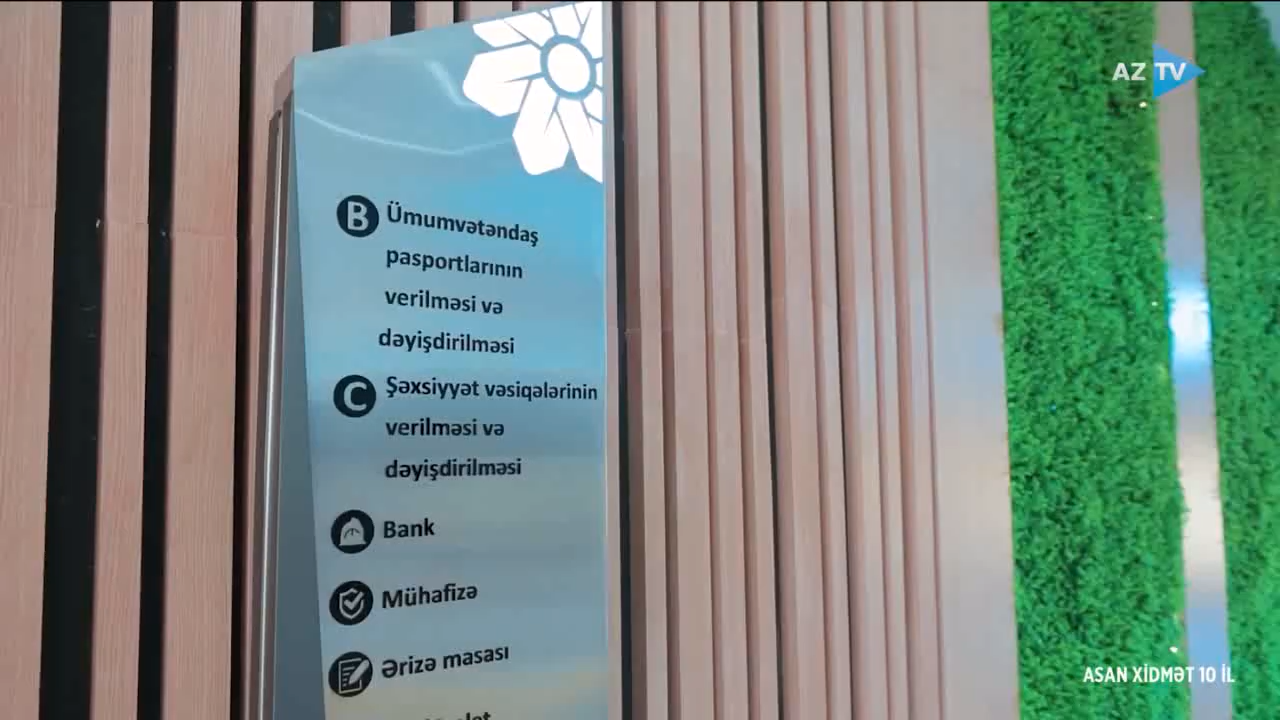 AZ TV
B Ümumvətəndaş
pasportlarının
verilməsi və
dəyişdirilməsi
C Şəxsiyyət vəsiqələrinin
verilməsi və
dəyişdirilməsi
Bank
Mühafizə
Ərizə masası
ASAN XİDMƏT 10 İL